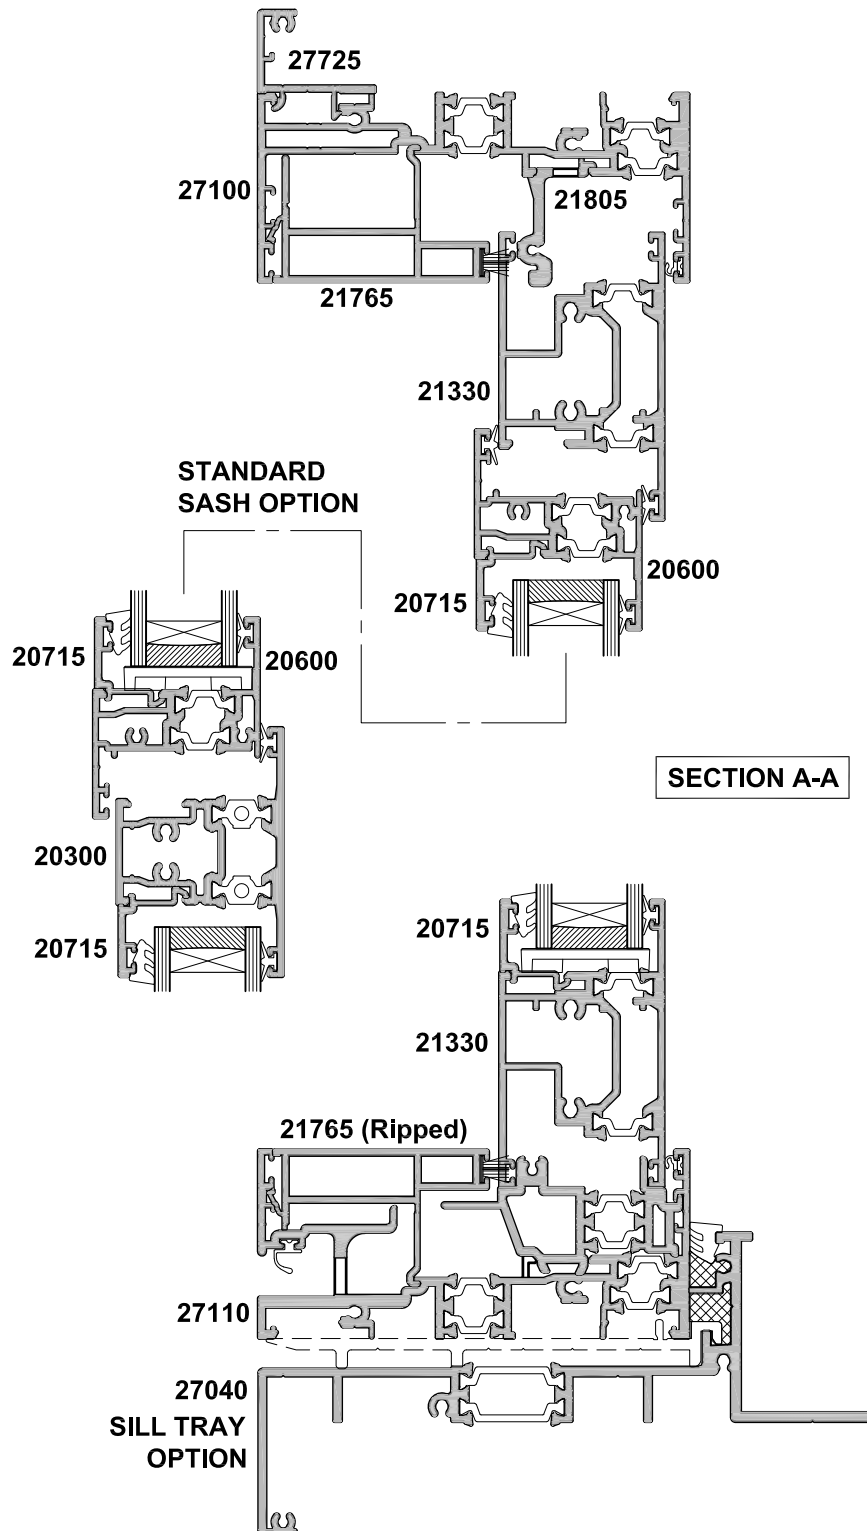 27725
27100
21805
21765
21330
STANDARD
SASH OPTION
20600
20715
20715
20600
SECTION A-A
20300
20715
20715
21330
21765 (Ripped)
27110
27040
SILL TRAY
OPTION